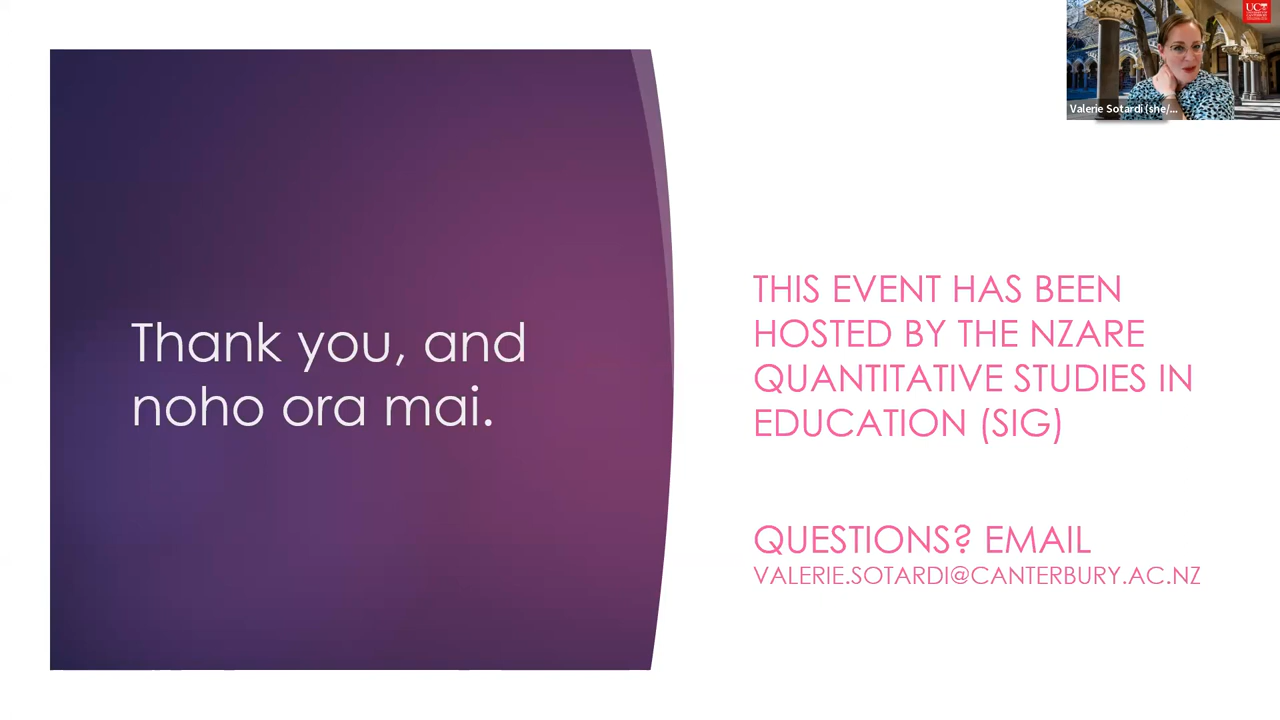 UC
Valerie Sotardi (she/...
Thank you, and
noho ora mai.
THIS EVENT HAS BEEN
HOSTED BY THE NZARE
QUANTITATIVE STUDIES IN
EDUCATION (SIG)
QUESTIONS? EMAIL
VALERIE.SOTARDI@CANTERBURY.AC.NZ